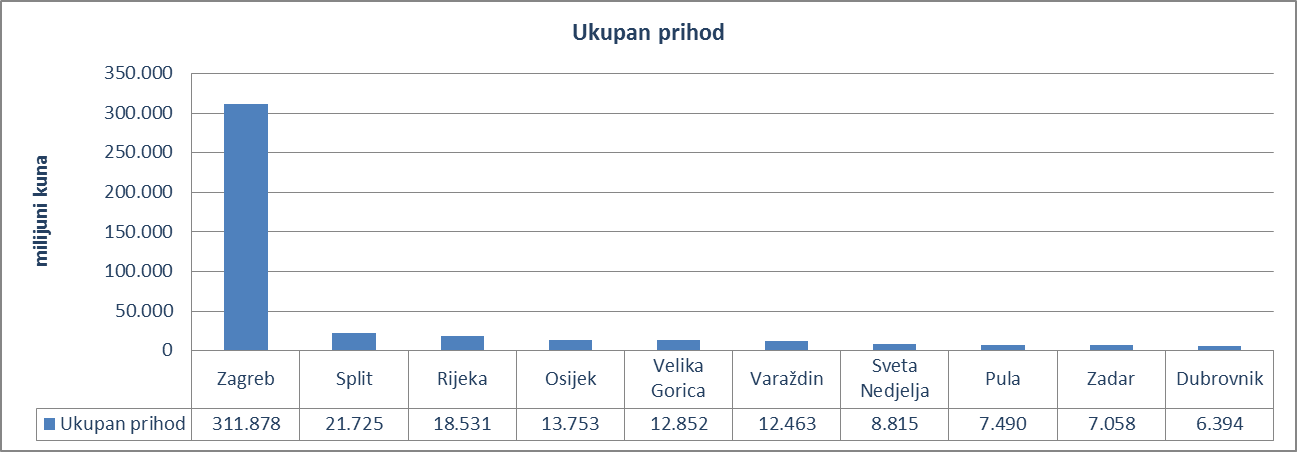 Ukupan prihod
milijuni kuna
350.000
300.000
250.000
200.000
150.000
100.000
50.000
0
Zagreb Split Rijeka Osijek Velika Gorica Varaždin Sveta Nedjelja Pula Zadar Dubrovnik
Ukupan prihod 311.878 21.725 18.531 13.753 12.852 12.463 8.815 7.490 7.058 6.394